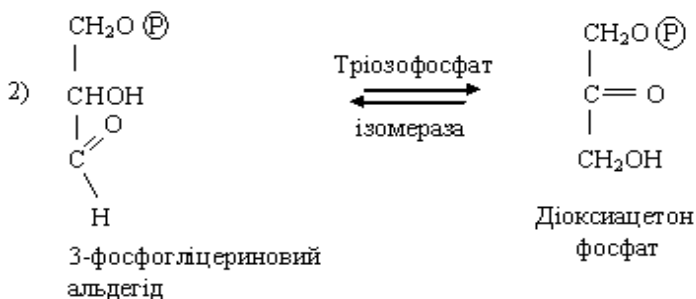 CH₂O Ⓟ
CH₂O Ⓟ
2)
CHOH
Тріозофосфат
C
O
O
ізомераза
C
CH₂OH
H
3-фосфогліцериновий
альдегід
Діоксиацетон
фосфат